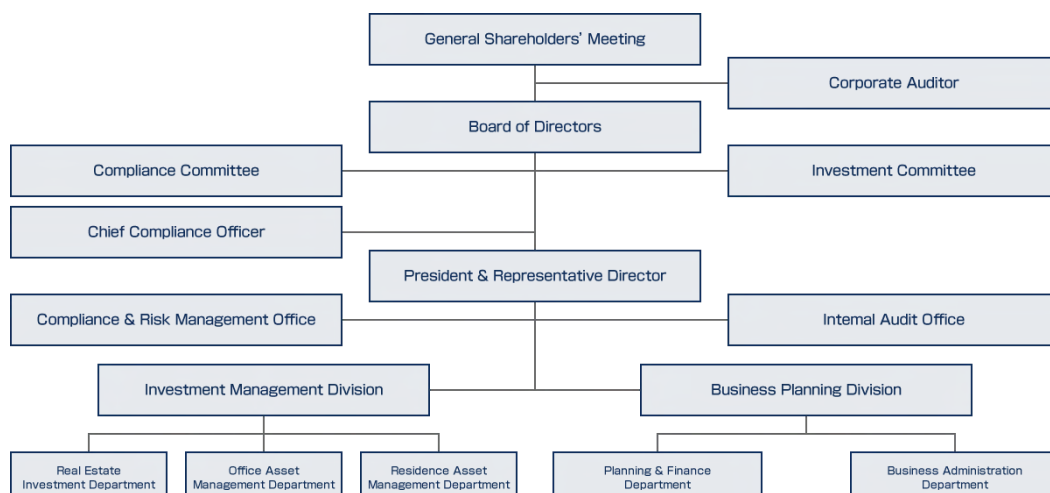 General Shareholders' Meeting
Corporate Auditor
Board of Directors
Compliance Committee
Investment Committee
Chief Compliance Officer
President & Representative Director
Compliance & Risk Management Office
Internal Audit Office
Investment Management Division
Business Planning Division
Real Estate
Investment Department
Office Asset
Management Department
Residence Asset
Management Department
Planning & Finance
Department
Business Administration
Department